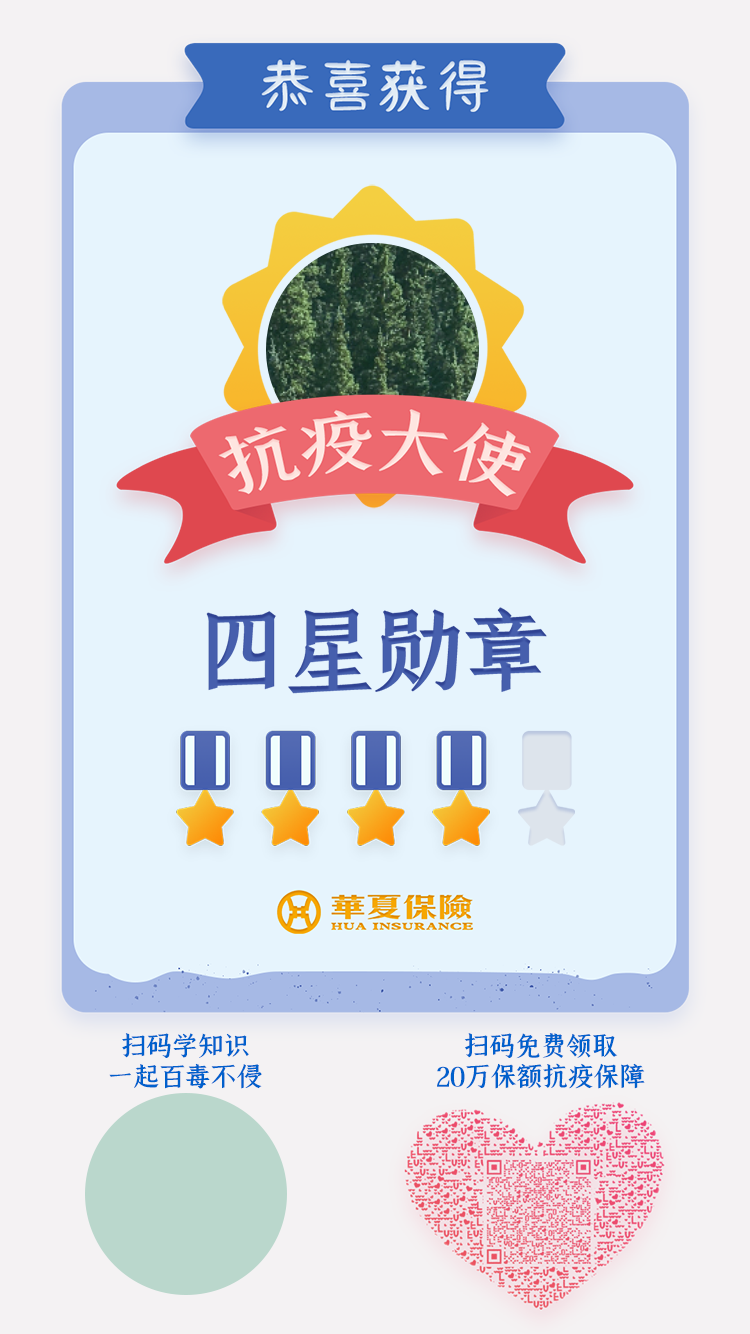 恭喜获得
抗疫大使
四星勋章
華夏保險
HUA INSURANCE
扫码学知识
一起百毒不侵
扫码免费领取
20万保额抗疫保障